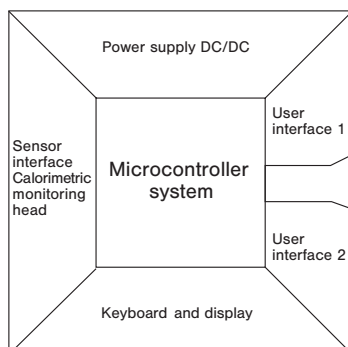 Power supply DC/DC
User
interface 1
Sensor
interface
Calorimetric
monitoring
head
Microcontroller
system
User
interface 2
Keyboard and display